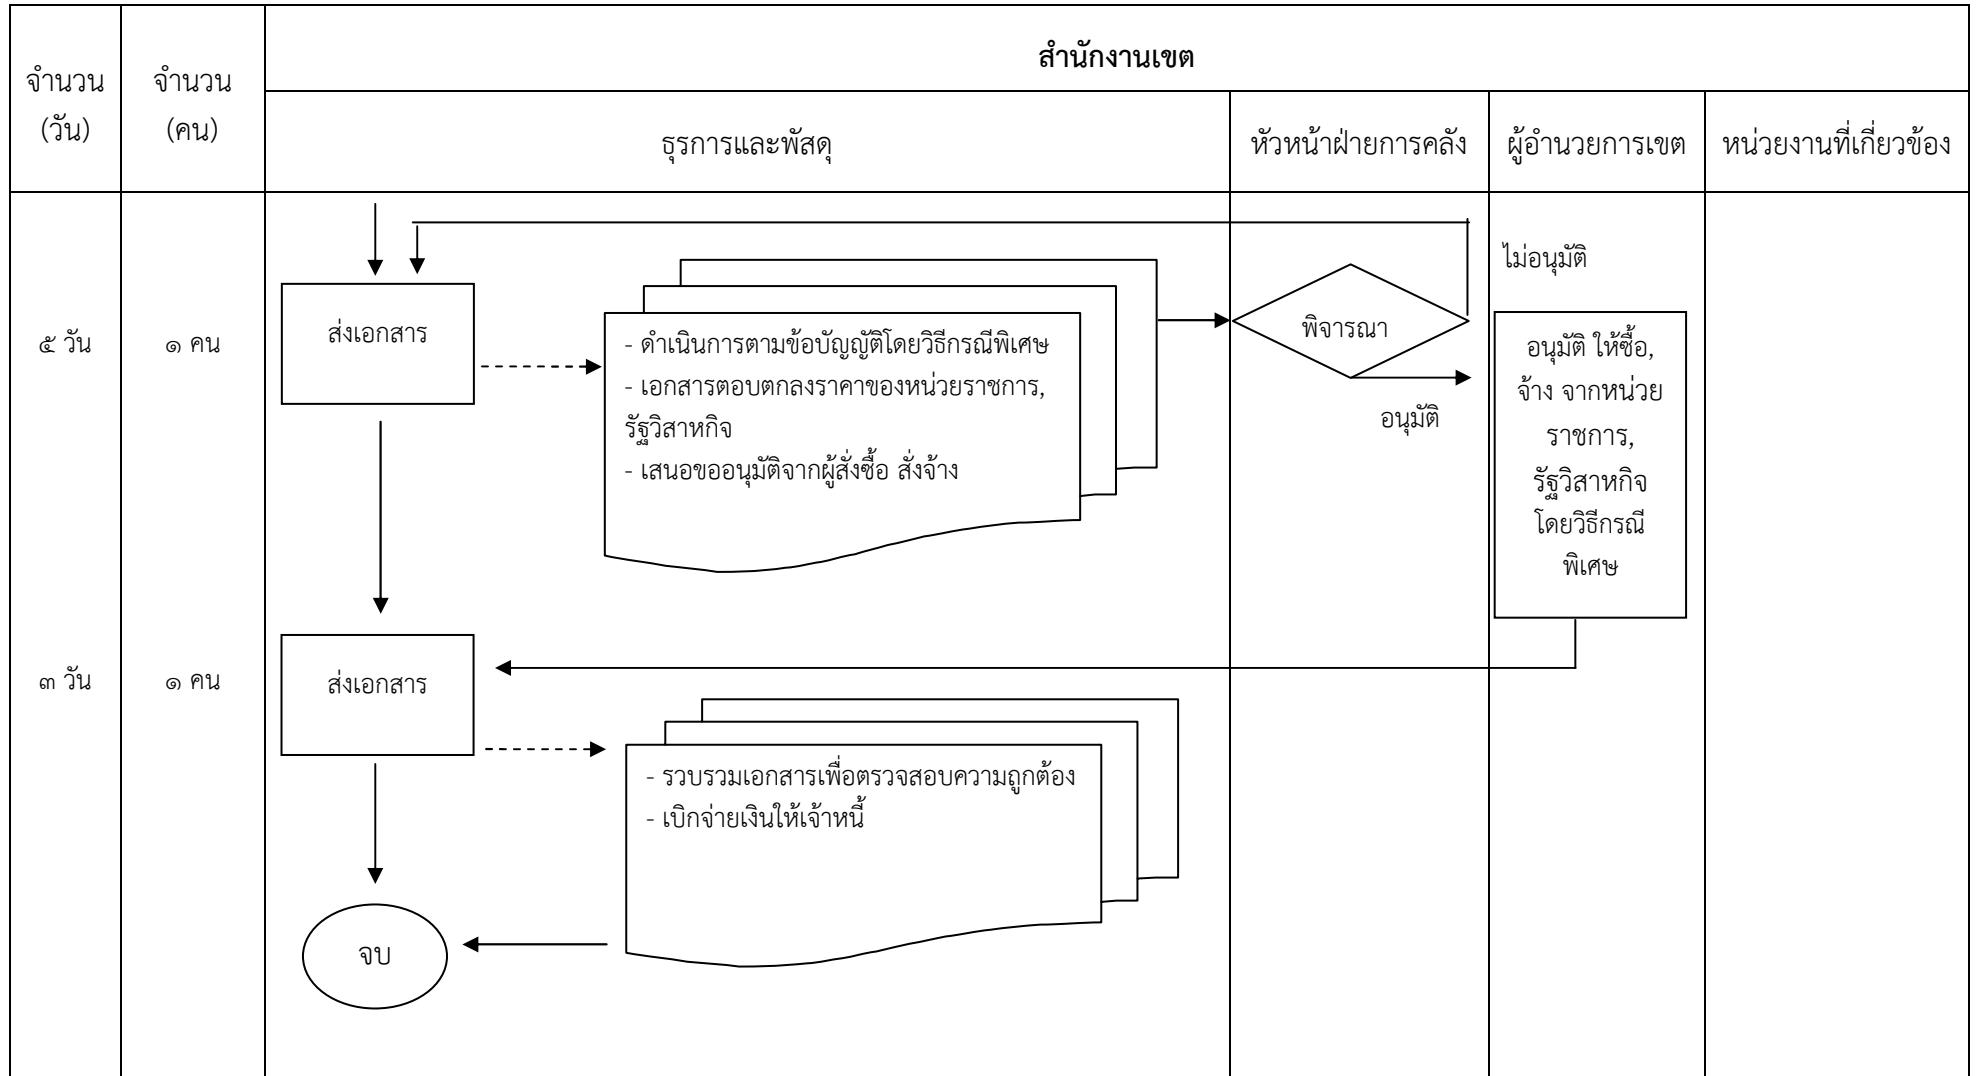 จำนวน
(วัน)
จำนวน
(คน)
สำนักงานเขต
ธุรการและพัสดุ
หัวหน้าฝ่ายการคลัง
ผู้อำนวยการเขต
หน่วยงานที่เกี่ยวข้อง
๕ วัน
๑ คน
ส่งเอกสาร
- ดำเนินการตามข้อบัญญัติโดยวิธีกรณีพิเศษ
- เอกสารตอบตกลงราคาของหน่วยราชการ,
รัฐวิสาหกิจ
- เสนอขออนุมัติจากผู้สั่งซื้อ สั่งจ้าง
พิจารณา
ไม่อนุมัติ
อนุมัติ
อนุมัติ ให้ซื้อ,
จ้าง จากหน่วย
ราชการ,
รัฐวิสาหกิจ
โดยวิธีกรณี
พิเศษ
๓ วัน
๑ คน
ส่งเอกสาร
- รวบรวมเอกสารเพื่อตรวจสอบความถูกต้อง
- เบิกจ่ายเงินให้เจ้าหนี้
จบ